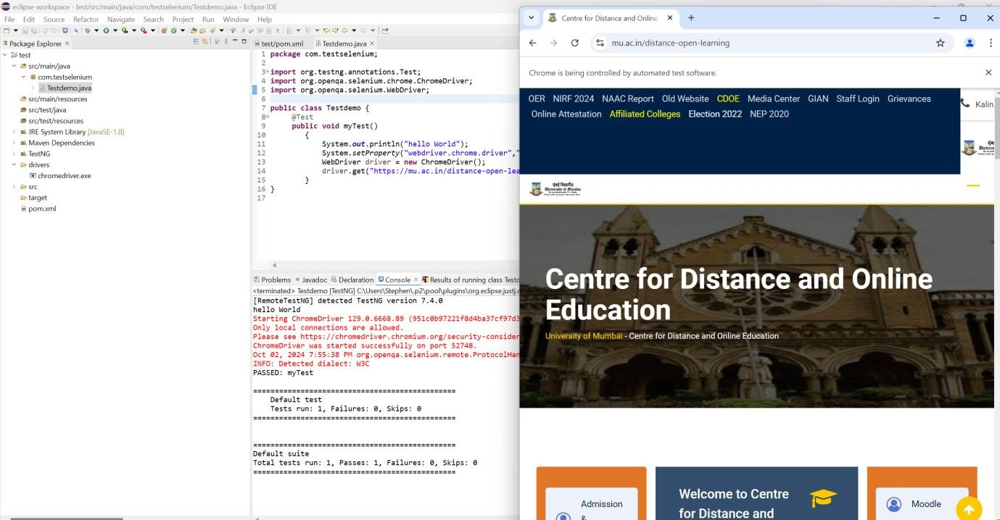 eclipse-workspace - test/src/main/java/com/testselenium/Testdemo.java - Eclipse IDE
File Edit Source Refactor Navigate Search Project Run Window Help
Package Explorer
test
src/main/java
com.testselenium
Testdemo.java
src/main/resources
src/test/java
src/test/resources
JRE System Library [JavaSE-1.8]
Maven Dependencies
TestNG
drivers
chromedriver.exe
src
target
pom.xml
test/pom.xml Testdemo.java
1 package com.testselenium;
2
3 import org.testng.annotations.Test;
4 import org.openqa.selenium.chrome.ChromeDriver;
5 import org.openqa.selenium.WebDriver;
6
7 public class Testdemo {
8 @Test
9 public void myTest()
10 {
11 System.out.println("hello World");
12 System.setProperty("webdriver.chrome.driver","
13 WebDriver driver = new ChromeDriver();
14 driver.get("https://mu.ac.in/distance-open-lea
15 }
16 }
17
Problems Javadoc Declaration Console Results of running class Testd
<terminated> Testdemo [TestNG] C:\Users\Stephen\.p2\pool\plugins\org.eclipse.justj.o
[RemoteTestNG] detected TestNG version 7.4.0
hello World
Starting ChromeDriver 129.0.6668.89 (951c0b97221f8d4ba37cf97d3
Only local connections are allowed.
Please see https://chromedriver.chromium.org/security-consider
ChromeDriver was started successfully on port 52748.
Oct 02, 2024 7:55:38 PM org.openqa.selenium.remote.ProtocolHan
INFO: Detected dialect: W3C
PASSED: myTest
===============================================
Default test
Tests run: 1, Failures: 0, Skips: 0
===============================================
===============================================
Default suite
Total tests run: 1, Passes: 1, Failures: 0, Skips: 0
===============================================
Centre for Distance and Online
mu.ac.in/distance-open-learning
Chrome is being controlled by automated test software.
OER NIRF 2024 NAAC Report Old Website CDOE Media Center GIAN Staff Login Grievances
Online Attestation Affiliated Colleges Election 2022 NEP 2020
Kalin
मुंबई विद्यापीठ
University of Mumbai
Centre for Distance and Online
Education
University of Mumbai - Centre for Distance and Online Education
Admission
&
Welcome to Centre
for Distance and
Moodle